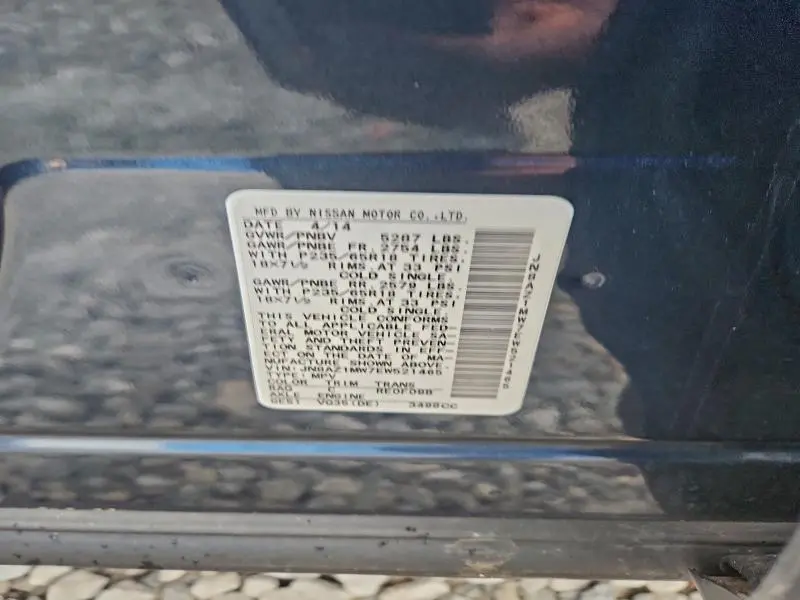 MFD BY NISSAN MOTOR CO.,LTD.
DATE 4/14
GVWR/PNBV 5287 LBS.
GAWR/PNBE FR. 2754 LBS.
WITH P235/65R18 TIRES,
RIMS AT 33 PSI
COLD SINGLE
GAWR/PNBE RR. 2579 LBS.
WITH P235/65R18 TIRES,
RIMS AT 33 PSI
COLD SINGLE
THIS VEHICLE CONFORMS
TO ALL APPLICABLE FED-
ERAL MOTOR VEHICLE SA-
FETY AND THEFT PREVEN
TION STANDARDS IN EFF-
ECT ON THE DATE OF MA-
NUFACTURE SHOWN ABOVE.
VIN: JN8AZ1MW7EW521465
TYPE: MPV
COLOR TRIM TRANS
RAQ C RE0F09B
AXLE ENGINE
VQ35(DE) 3498CC
JN8AZ1MW7EW521465